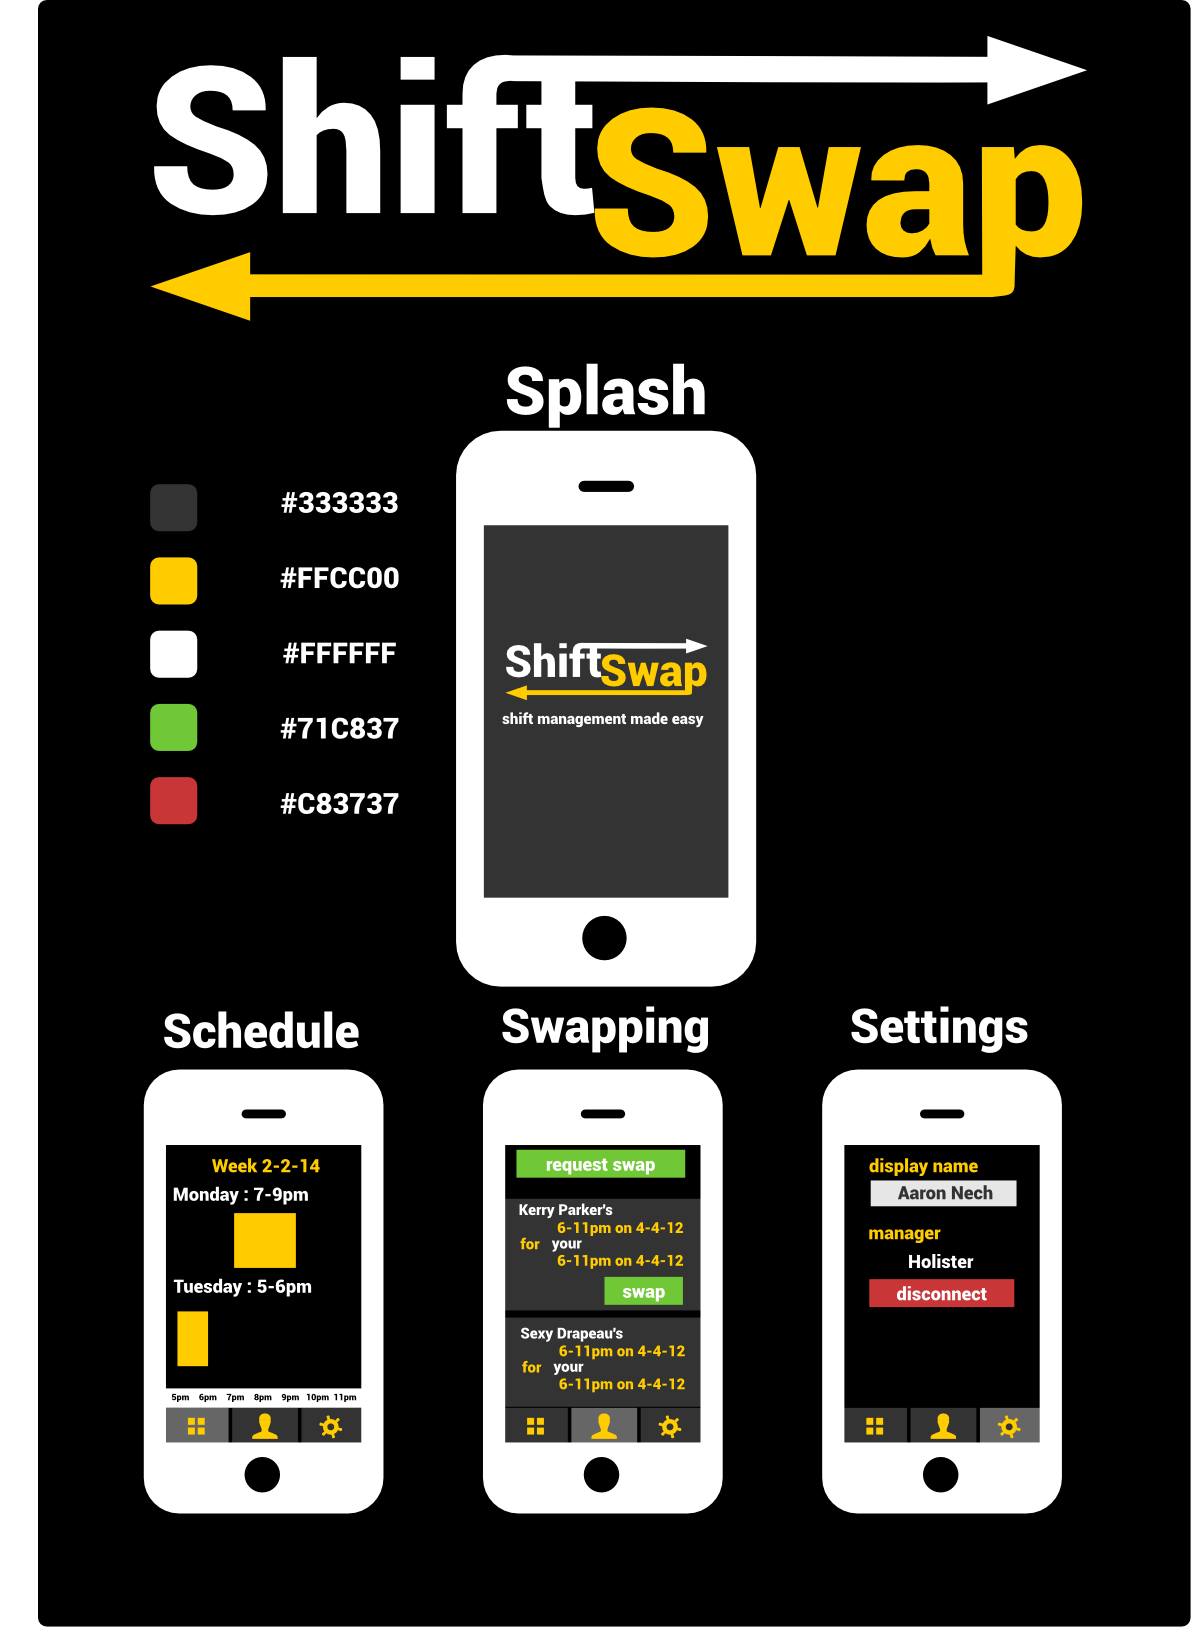 ShiftSwap
Splash
#333333
#FFCC00
#FFFFFF
#71C837
#C83737
ShiftSwap
shift management made easy
Schedule
Week 2-2-14
Monday : 7-9pm
Tuesday : 5-6pm
5pm 6pm 7pm 8pm 9pm 10pm 11pm
Swapping
request swap
Kerry Parker's
6-11pm on 4-4-12
for your
6-11pm on 4-4-12
swap
Sexy Drapeau's
6-11pm on 4-4-12
for your
6-11pm on 4-4-12
Settings
display name
Aaron Nech
manager
Holister
disconnect